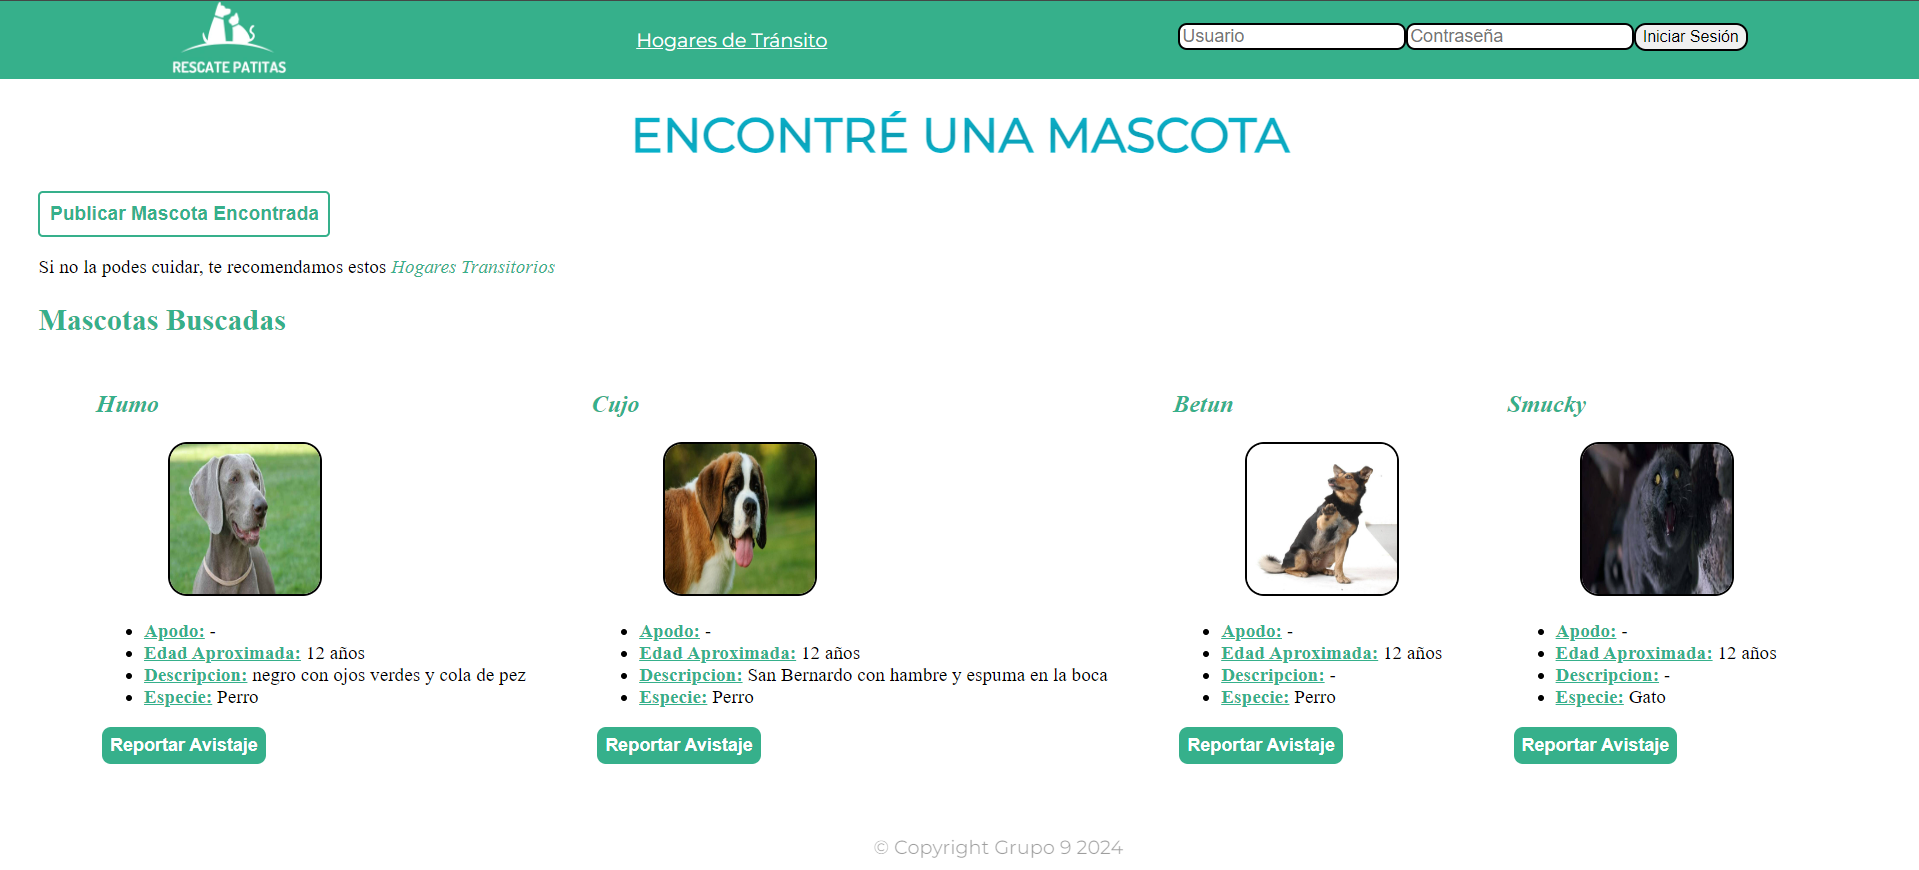 RESCATE PATITAS
Hogares de Tránsito
Usuario
Contraseña
Iniciar Sesión
ENCONTRÉ UNA MASCOTA
Publicar Mascota Encontrada
Si no la podes cuidar, te recomendamos estos Hogares Transitorios
Mascotas Buscadas
Humo
Apodo: -
Edad Aproximada: 12 años
Descripcion: negro con ojos verdes y cola de pez
Especie: Perro
Reportar Avistaje
Cujo
Apodo: -
Edad Aproximada: 12 años
Descripcion: San Bernardo con hambre y espuma en la boca
Especie: Perro
Reportar Avistaje
Betun
Apodo: -
Edad Aproximada: 12 años
Descripcion: -
Especie: Perro
Reportar Avistaje
Smucky
Apodo: -
Edad Aproximada: 12 años
Descripcion: -
Especie: Gato
Reportar Avistaje
© Copyright Grupo 9 2024